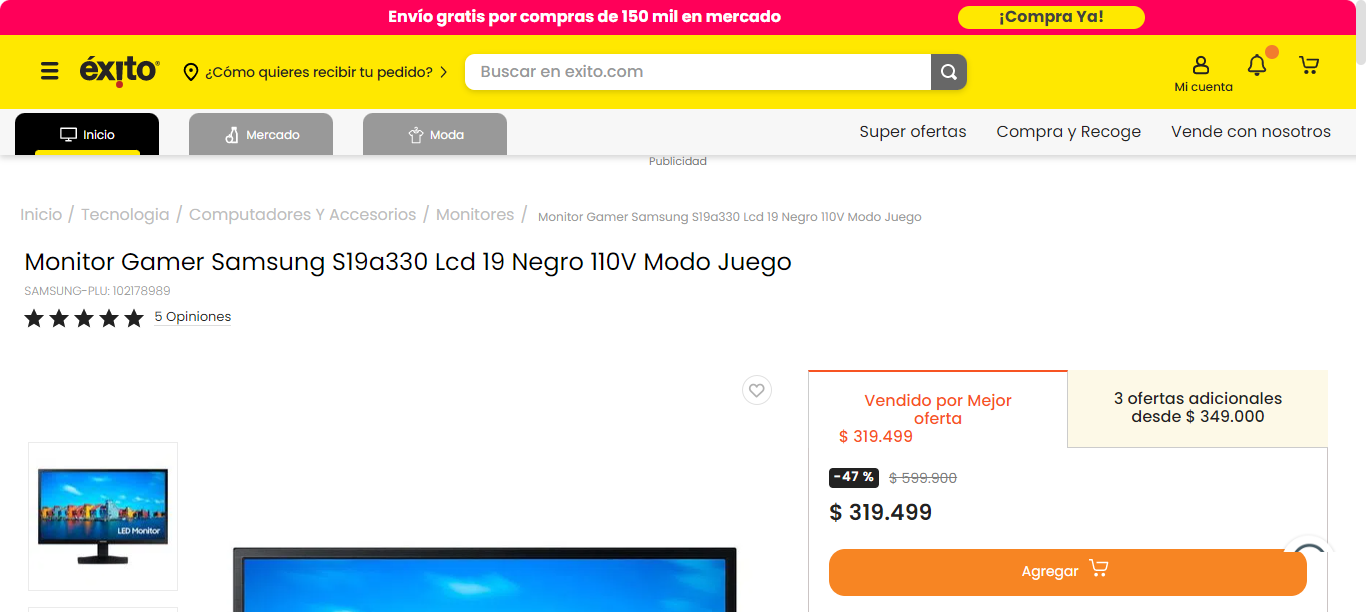 Envío gratis por compras de 150 mil en mercado
¡Compra Ya!
éxito
¿Cómo quieres recibir tu pedido?
Buscar en exito.com
Mi cuenta
Inicio
Mercado
Moda
Super ofertas
Compra y Recoge
Vende con nosotros
Publicidad
Inicio / Tecnologia / Computadores Y Accesorios / Monitores / Monitor Gamer Samsung S19a330 Lcd 19 Negro 110V Modo Juego
Monitor Gamer Samsung S19a330 Lcd 19 Negro 110V Modo Juego
SAMSUNG-PLU: 102178989
5 Opiniones
Vendido por Mejor
oferta
$ 319.499
3 ofertas adicionales
desde $ 349.000
-47 % $ 599.900
$ 319.499
Agregar
LED Monitor